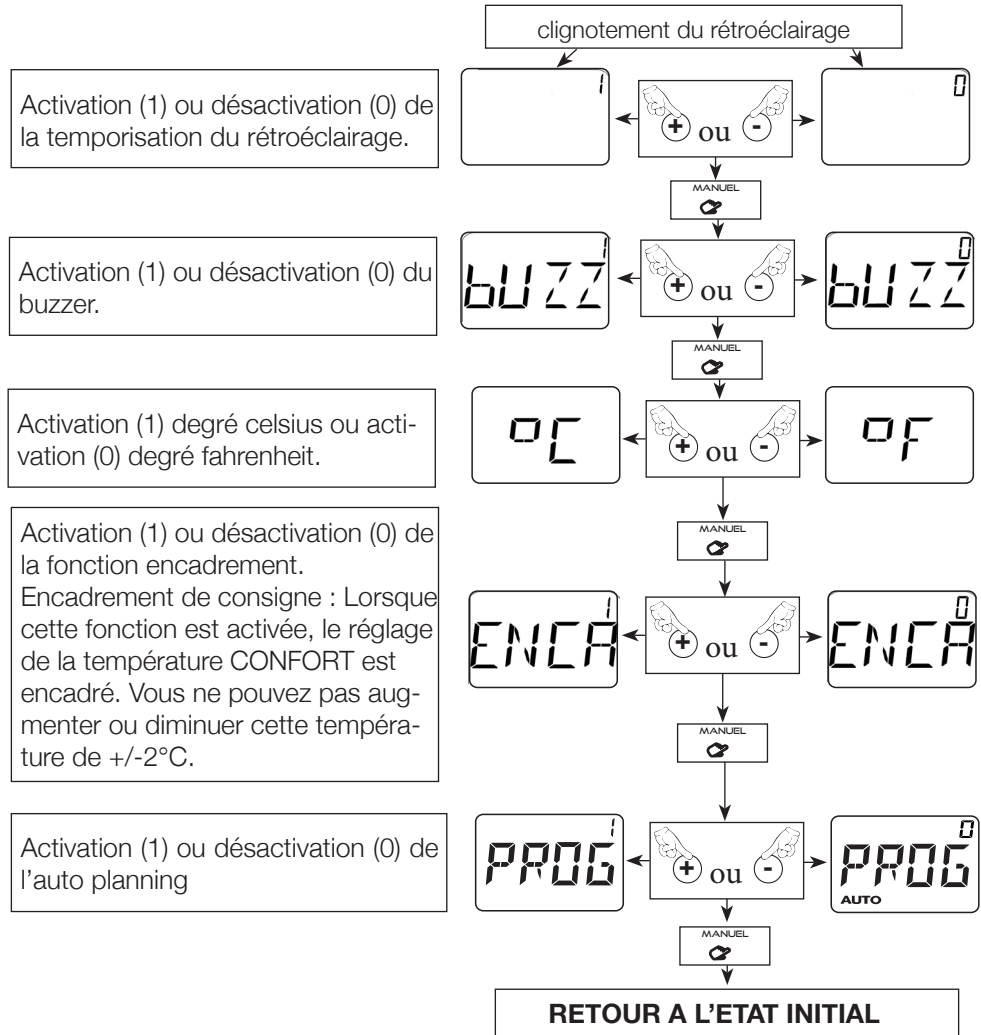 clignotement du rétroéclairage
Activation (1) ou désactivation (0) de
la temporisation du rétroéclairage.
1
+ ou -
0
MANUEL
Activation (1) ou désactivation (0) du
buzzer.
1
bUZZ
+ ou -
0
bUZZ
MANUEL
Activation (1) degré celsius ou acti-
vation (0) degré fahrenheit.
°C
+ ou -
°F
MANUEL
Activation (1) ou désactivation (0) de
la fonction encadrement.
Encadrement de consigne : Lorsque
cette fonction est activée, le réglage
de la température CONFORT est
encadré. Vous ne pouvez pas aug-
menter ou diminuer cette tempéra-
ture de +/-2°C.
1
ENCA
+ ou -
0
ENCA
MANUEL
Activation (1) ou désactivation (0) de
l'auto planning
1
PROG
+ ou -
0
PROG
AUTO
MANUEL
RETOUR A L'ETAT INITIAL